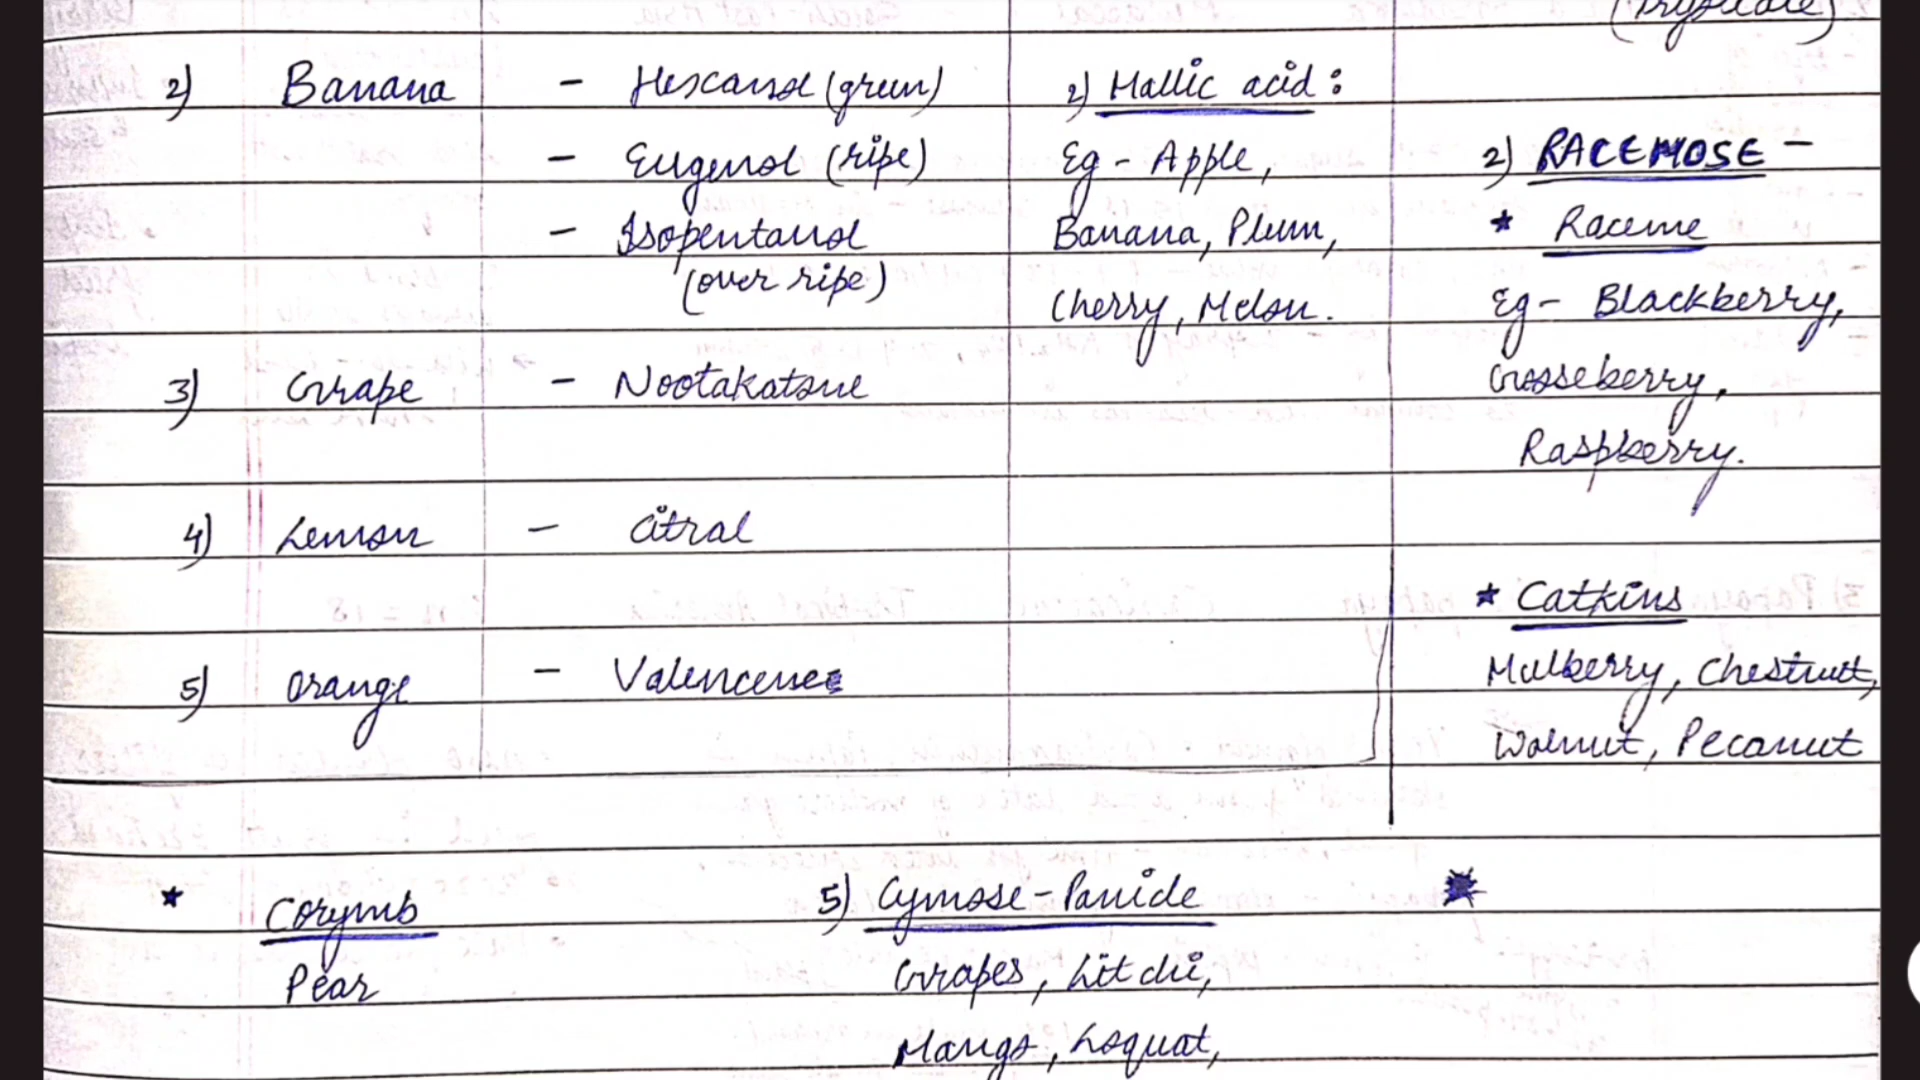 (Drysdale)
2) Banana - Hexanol (green)
- Eugenol (ripe)
- Isopentanol
(over ripe)
3) Grape - Nootakatone
4) Lemon - Citral
5) Orange - Valencene
2) Mallic acid :
Eg - Apple,
Banana, Plum,
Cherry, Melon.
2) RACEMOSE -
* Raceme
Eg - Blackberry,
Gooseberry,
Raspberry.
* Catkins
Mulberry, Chestnutt,
Walnut, Pecanut
* Corymb
Pear
5) Cymose - Panicle
Grapes, Litchi,
Mango, Loquat,